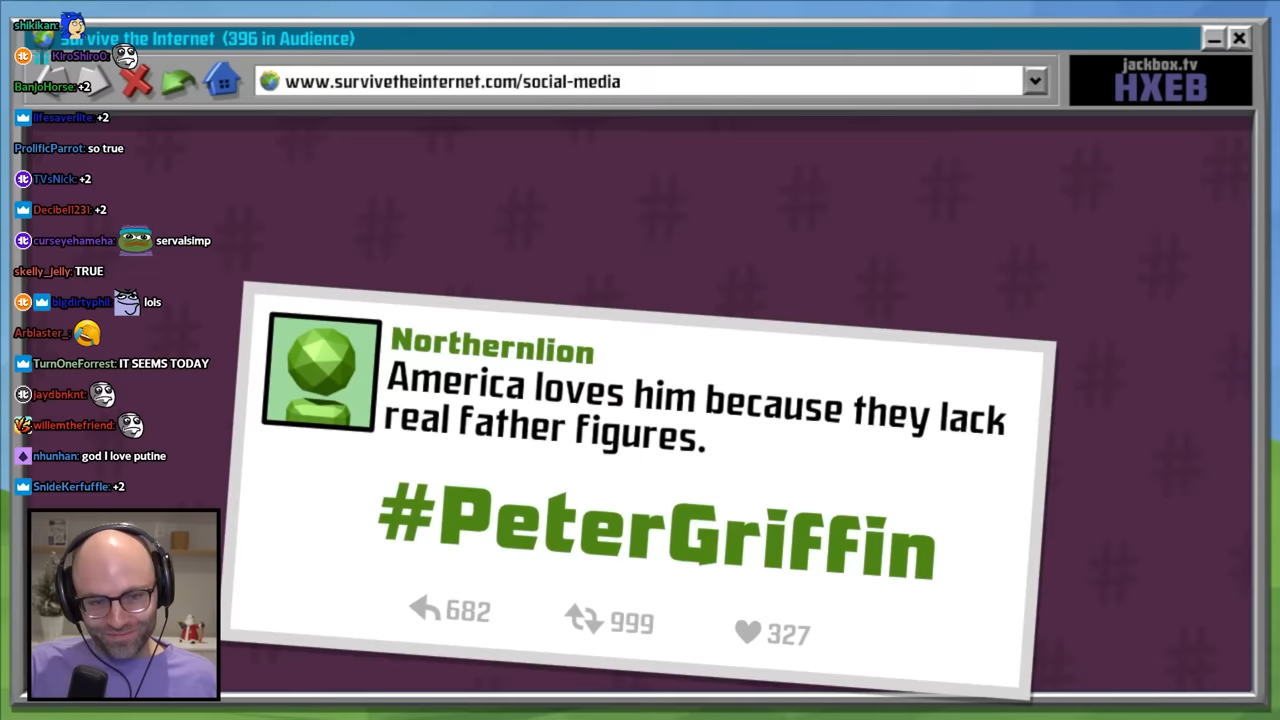 shikikan:
Survive the Internet (396 in Audience)
KiroShiro0:
BanjoHorse: +2
www.survivetheinternet.com/social-media
jackbox.tv
HXEB
lifesaverlite: +2
ProlificParrot: so true
TVsNick: +2
Decibel1231: +2
curseyehameha: servalsimp
skelly_jelly: TRUE
bigdirtyphil: lols
Arblaster_:
TurnOneForrest: IT SEEMS TODAY
Jaydbnknt:
willemthefriend:
nhunhan: god I love putine
SnideKerfuffle: +2
Northernlion
America loves him because they lack
real father figures.
#PeterGriffin
682
999
327